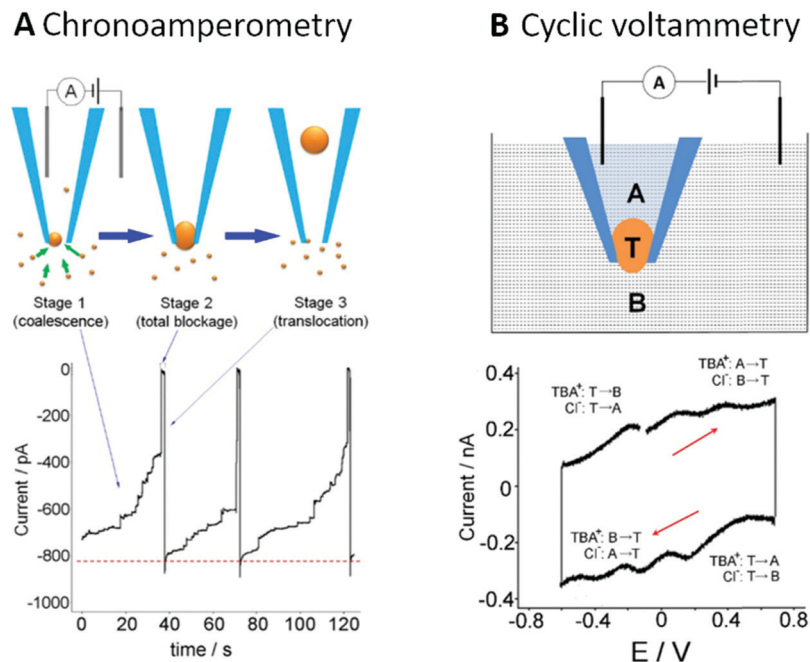 A Chronoamperometry
A
Stage 1
(coalescence)
Stage 2
(total blockage)
Stage 3
(translocation)
0
-200
-400
-600
-800
-1000
Current / pA
0 20 40 60 80 100 120
time / s
B Cyclic voltammetry
A
A
T
B
0.4
0.2
0
-0.2
-0.4
Current / nA
TBA⁺: T→B
Cl⁻: T→A
TBA⁺: A→T
Cl⁻: B→T
TBA⁺: B→T
Cl⁻: A→T
TBA⁺: T→A
Cl⁻: T→B
-0.8 -0.4 0 0.4 0.8
E / V